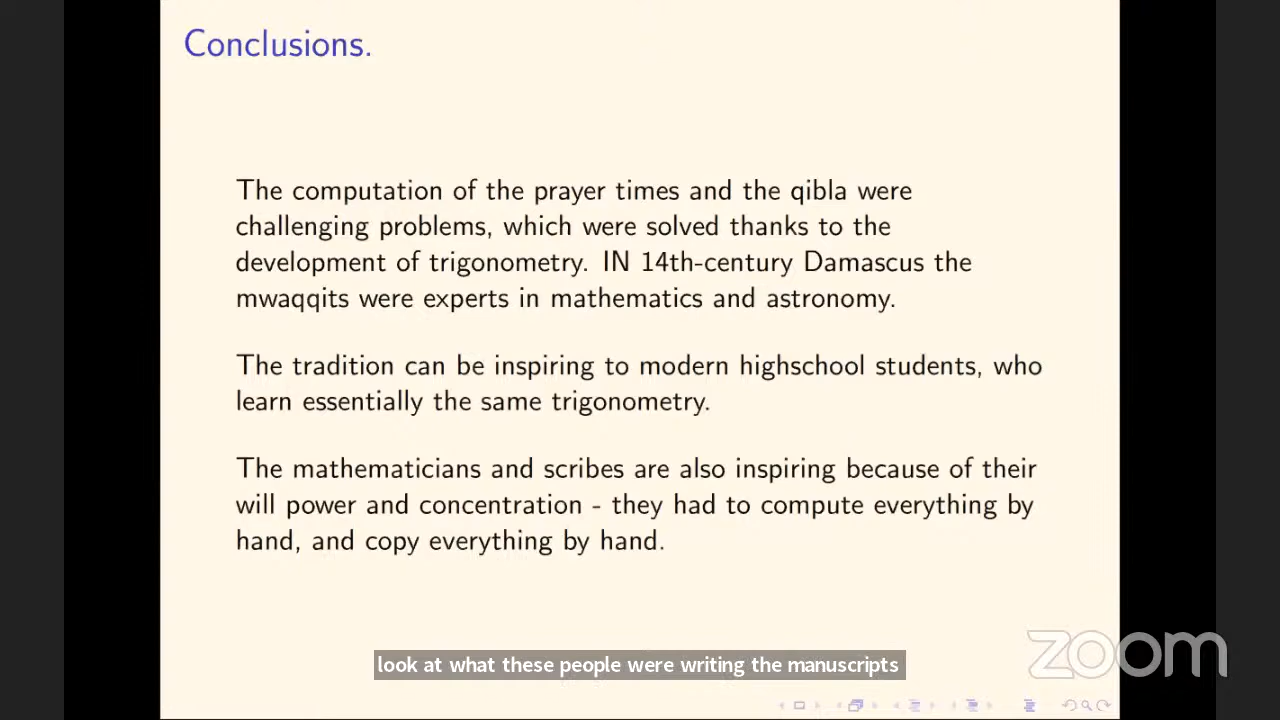 Conclusions.
The computation of the prayer times and the qibla were
challenging problems, which were solved thanks to the
development of trigonometry. IN 14th-century Damascus the
mwaqqits were experts in mathematics and astronomy.
The tradition can be inspiring to modern highschool students, who
learn essentially the same trigonometry.
The mathematicians and scribes are also inspiring because of their
will power and concentration - they had to compute everything by
hand, and copy everything by hand.
look at what these people were writing the manuscripts
zoom